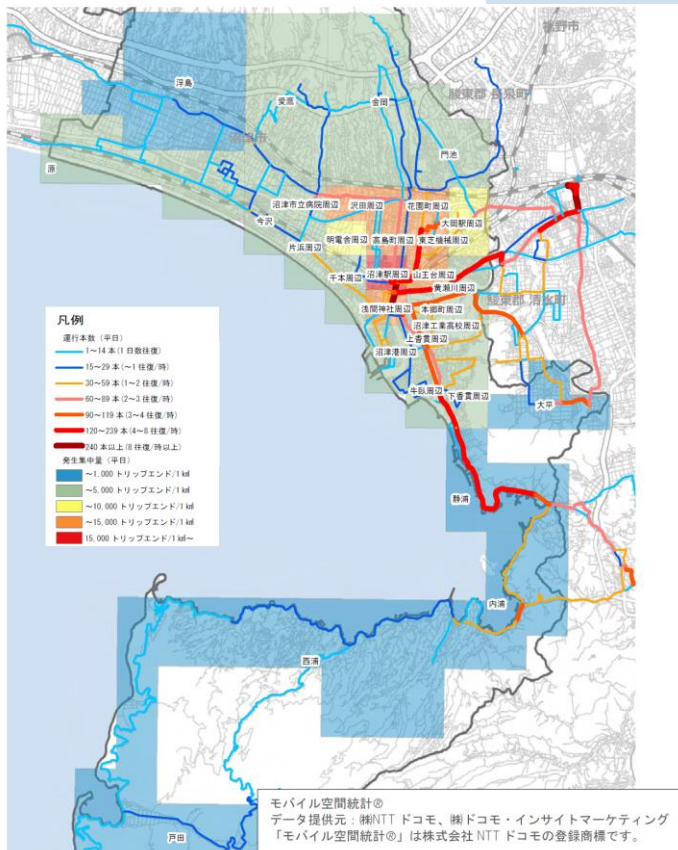 裾野市
浮島
愛鷹
金岡
駿東郡 長泉町
沼津市
門池
原
沼津市立病院周辺
沢田周辺
花園町周辺
今沢
大岡駅周辺
明電舎周辺
高島町周辺
東芝機械周辺
片浜周辺
千本周辺
沼津駅周辺
山王台周辺
黄瀬川周辺
駿東郡 清水町
浅間神社周辺
本郷町周辺
沼津工業高校周辺
上香貫周辺
沼津港周辺
牛臥周辺
下香貫周辺
大平
静浦
内浦
西浦
戸田
凡例
運行本数(平日)
1~14 本(1 日数往復)
15~29 本(~1 往復/時)
30~59 本(1~2 往復/時)
60~89 本(2~3 往復/時)
90~119 本(3~4 往復/時)
120~239 本(4~8 往復/時)
240 本以上(8 往復/時以上)
発生集中量(平日)
~1,000 トリップエンド/1 ㎢
~5,000 トリップエンド/1 ㎢
~10,000 トリップエンド/1 ㎢
~15,000 トリップエンド/1 ㎢
15,000 トリップエンド/1 ㎢~
モバイル空間統計®
データ提供元:㈱NTT ドコモ、㈱ドコモ・インサイトマーケティング
「モバイル空間統計®」は株式会社 NTT ドコモの登録商標です。